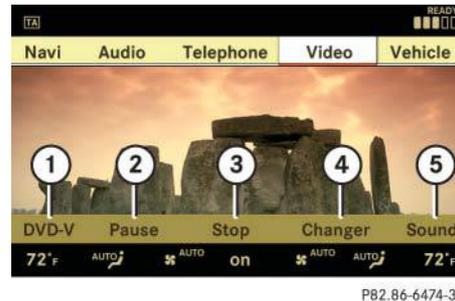 TA READY
Navi Audio Telephone Video Vehicle
1 2 3 4 5
DVD-V Pause Stop Changer Sound
72°F AUTO AUTO on AUTO AUTO 72°F
P82.86-6474-3